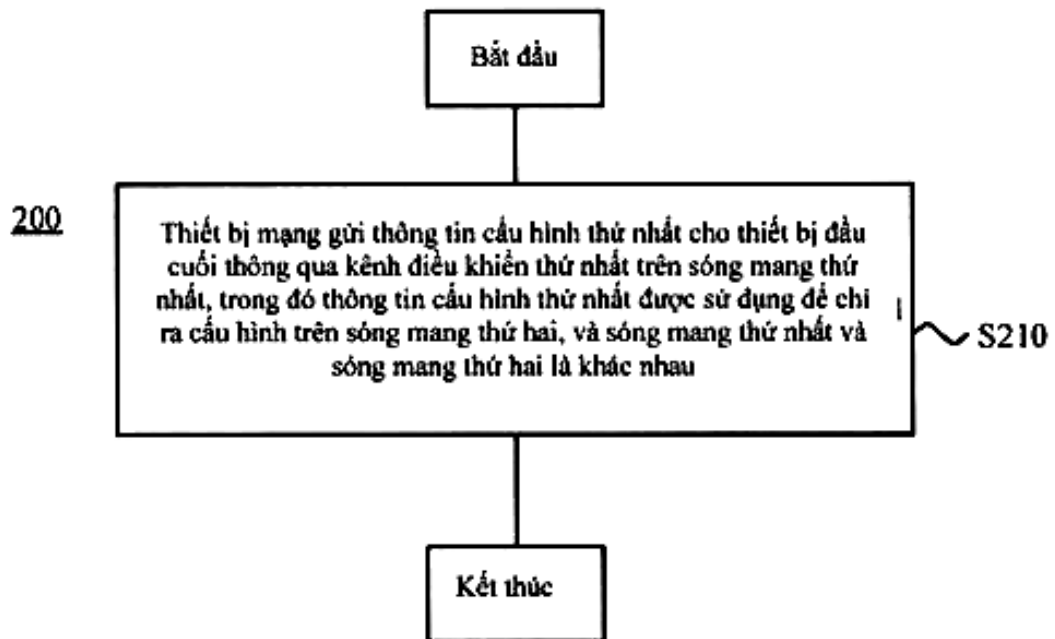 Bắt đầu
200
Thiết bị mạng gửi thông tin cấu hình thứ nhất cho thiết bị đầu
cuối thông qua kênh điều khiển thứ nhất trên sóng mang thứ
nhất, trong đó thông tin cấu hình thứ nhất được sử dụng để chỉ
ra cấu hình trên sóng mang thứ hai, và sóng mang thứ nhất và
sóng mang thứ hai là khác nhau
S210
Kết thúc